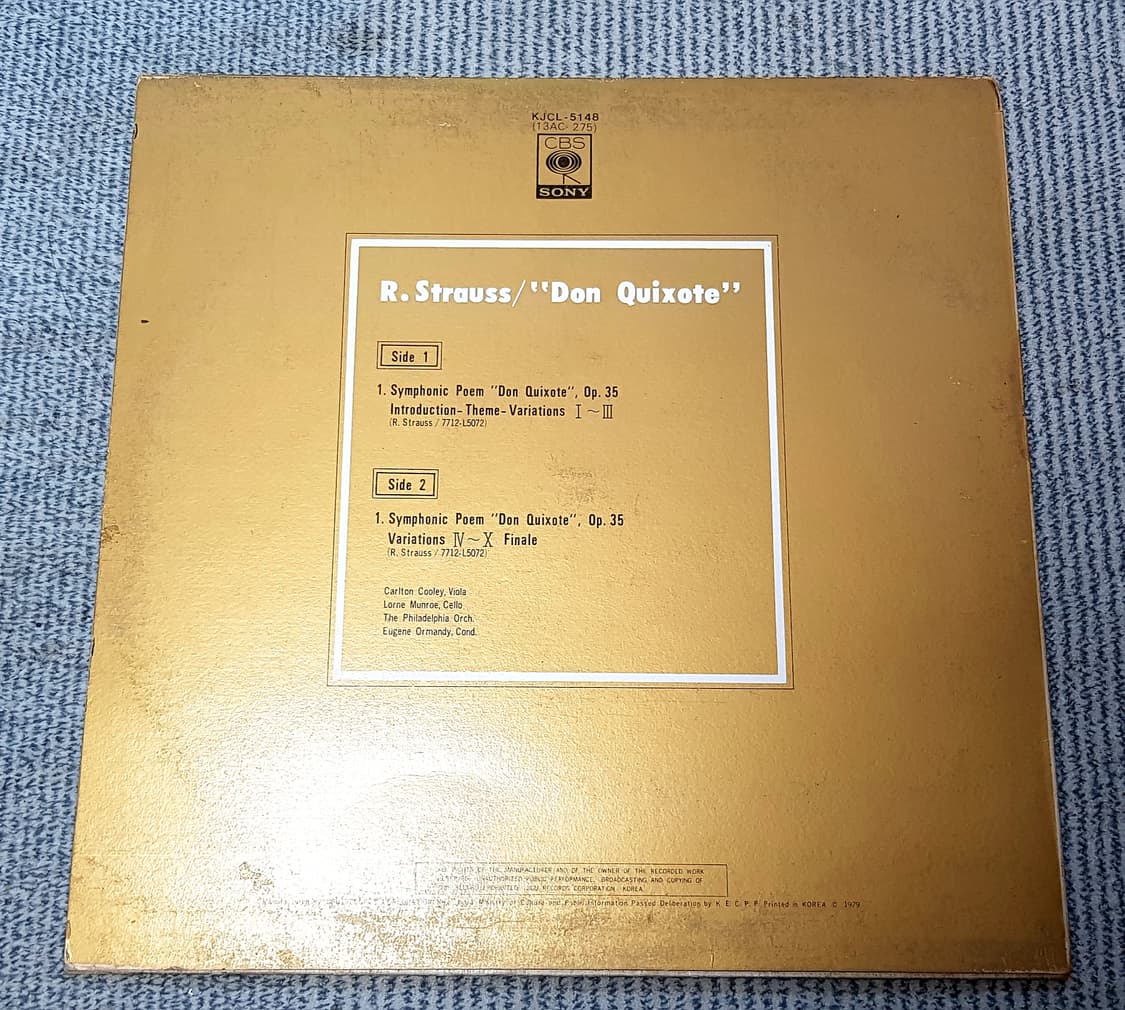 KJCL-5148
(13AC- 275)
CBS
SONY
R. Strauss/"Don Quixote"
Side 1
1. Symphonic Poem "Don Quixote", Op. 35
Introduction-Theme-Variations Ⅰ~Ⅲ
(R. Strauss / 7712-L5072)
Side 2
1. Symphonic Poem "Don Quixote", Op. 35
Variations Ⅳ~Ⅹ Finale
(R. Strauss / 7712-L5072)
Carlton Cooley, Viola
Lorne Munroe, Cello
The Philadelphia Orch.
Eugene Ormandy, Cond.
OF THE MANUFACTURER AND OF THE OWNER OF THE RECORDED WORK
PUBLIC PERFORMANCE, BROADCASTING AND COPYING OF
RECORDS CORPORATION KOREA
Ministry of Culture and Public Information Passed Deliberation by K. E. C. P. P. Printed in KOREA © 1979